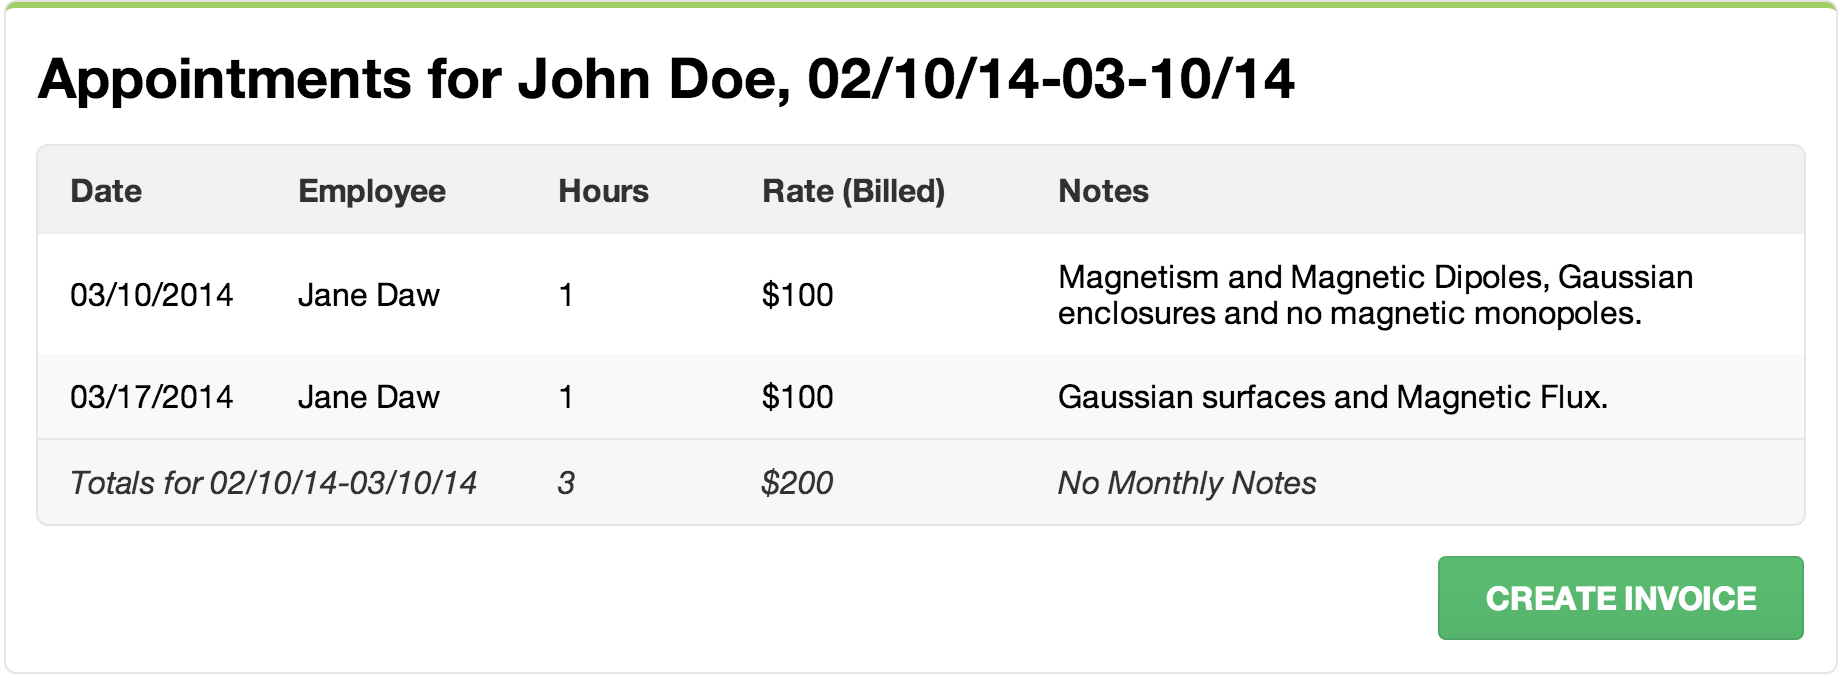 Appointments for John Doe, 02/10/14-03-10/14
Date Employee Hours Rate (Billed) Notes
03/10/2014 Jane Daw 1 $100 Magnetism and Magnetic Dipoles, Gaussian
enclosures and no magnetic monopoles.
03/17/2014 Jane Daw 1 $100 Gaussian surfaces and Magnetic Flux.
Totals for 02/10/14-03/10/14 3 $200 No Monthly Notes
CREATE INVOICE